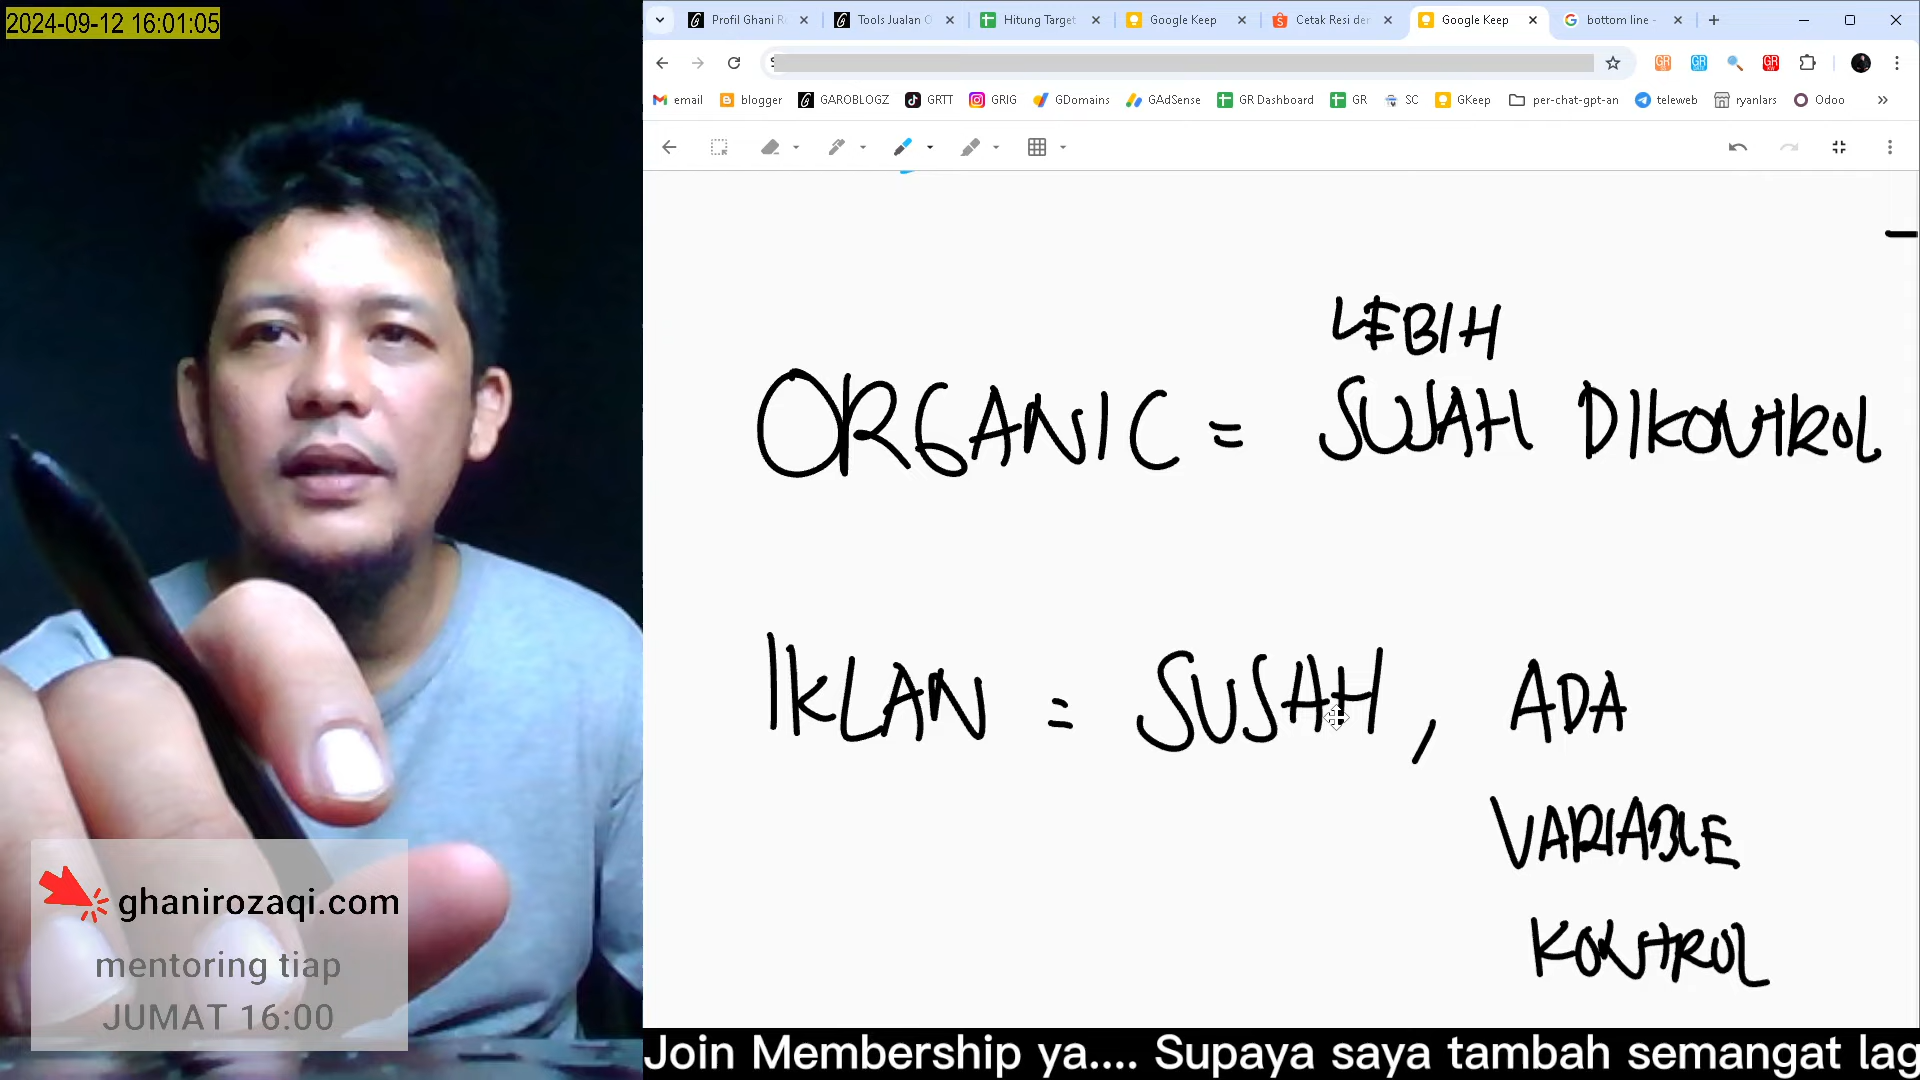 2024-09-12 16:01:05
Profil Ghani R
Tools Jualan O
Hitung Target
Google Keep
Cetak Resi der
Google Keep
bottom line -
email
blogger
GAROBLOGZ
GRTT
GRIG
GDomains
GAdSense
GR Dashboard
GR
SC
GKeep
per-chat-gpt-an
teleweb
ryanlars
Odoo
LEBIH
ORGANIC = SUSAH DIKONTROL
IKLAN = SUSAH, ADA
VARIABLE
KONTROL
ghanirozaqi.com
mentoring tiap
JUMAT 16:00
Join Membership ya.... Supaya saya tambah semangat lag